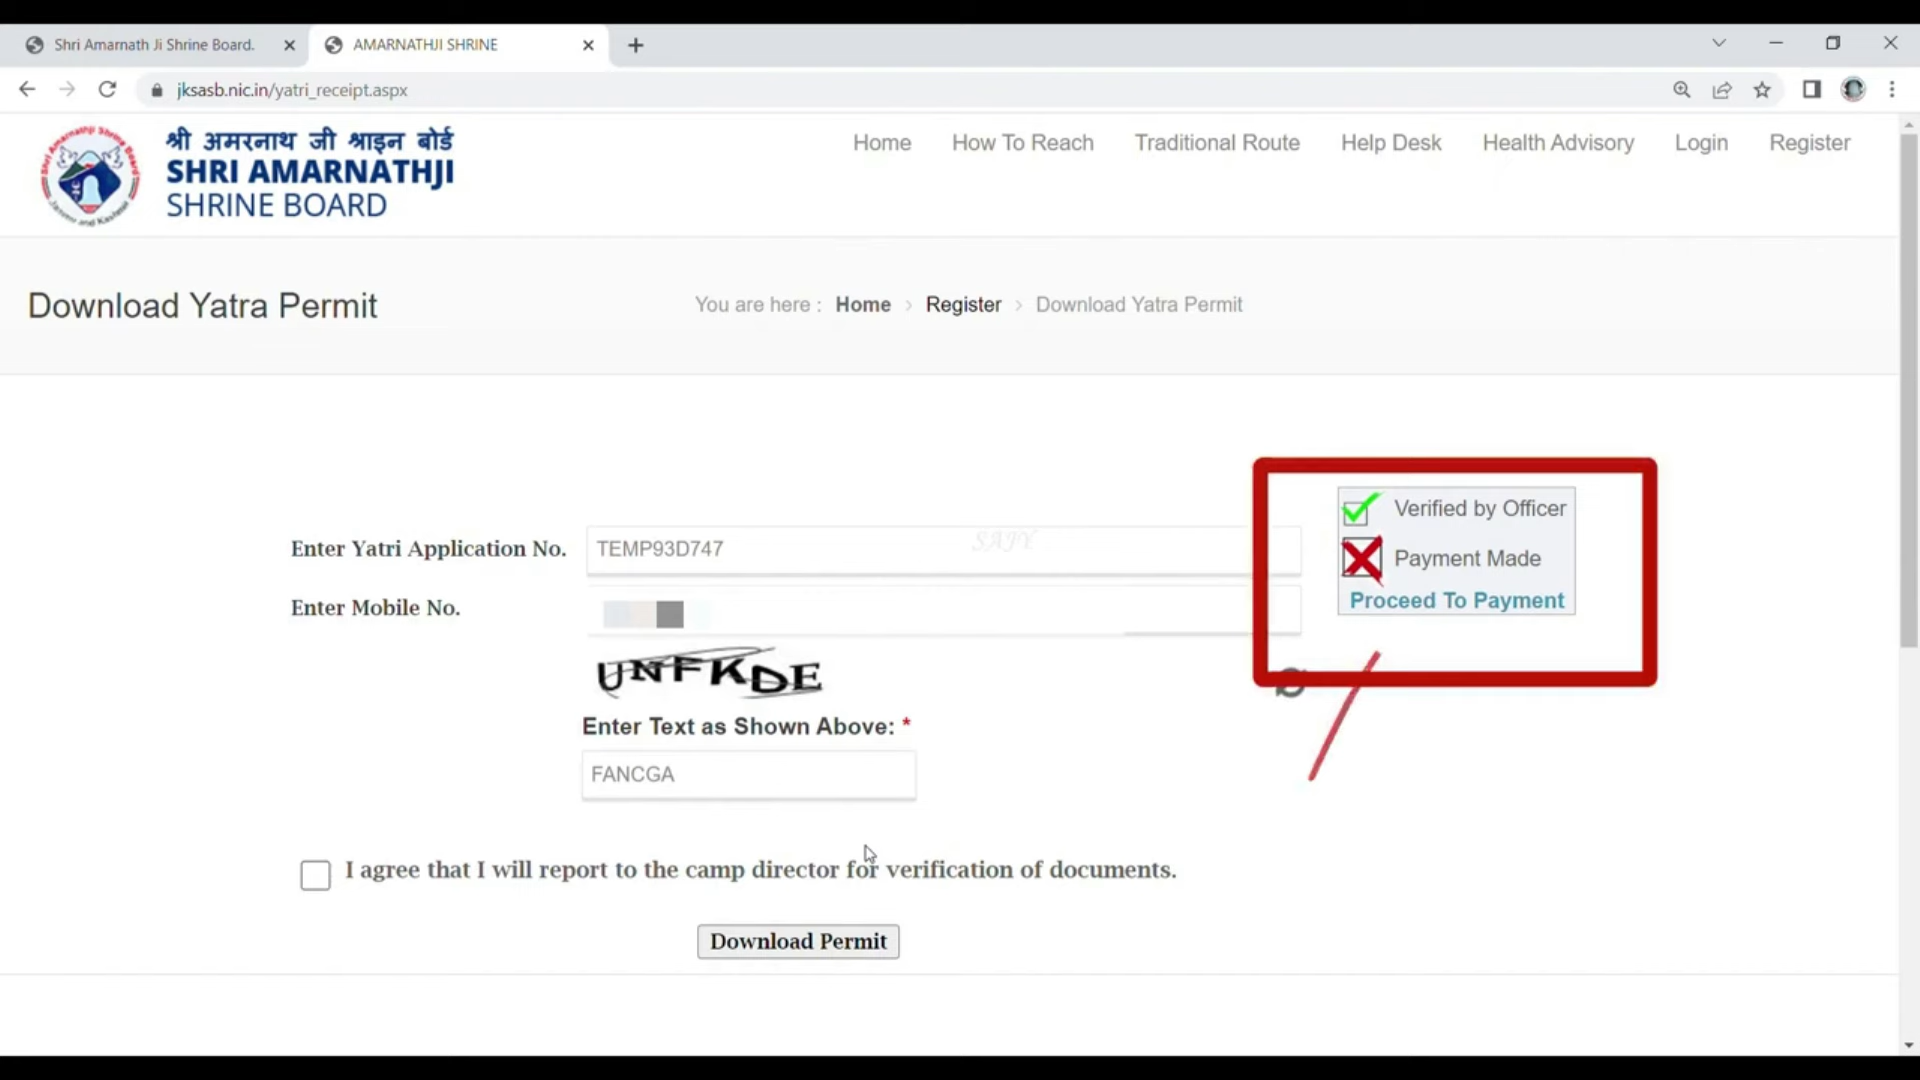 Shri Amarnath Ji Shrine Board.
AMARNATHJI SHRINE
jksasb.nic.in/yatri_receipt.aspx
श्री अमरनाथ जी श्राइन बोर्ड
SHRI AMARNATHJI
SHRINE BOARD
Home How To Reach Traditional Route Help Desk Health Advisory Login Register
Download Yatra Permit
You are here : Home > Register > Download Yatra Permit
Enter Yatri Application No. TEMP93D747
SAJY
Verified by Officer
Payment Made
Proceed To Payment
Enter Mobile No.
UNFKDE
Enter Text as Shown Above: *
FANCGA
I agree that I will report to the camp director for verification of documents.
Download Permit